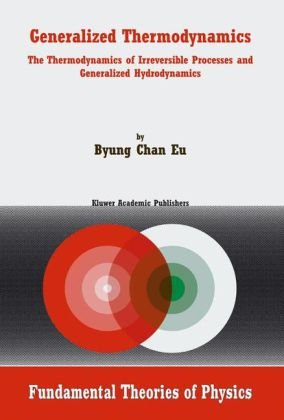 Generalized Thermodynamics
The Thermodynamics of Irreversible Processes and
Generalized Hydrodynamics
by
Byung Chan Eu
Kluwer Academic Publishers
Fundamental Theories of Physics